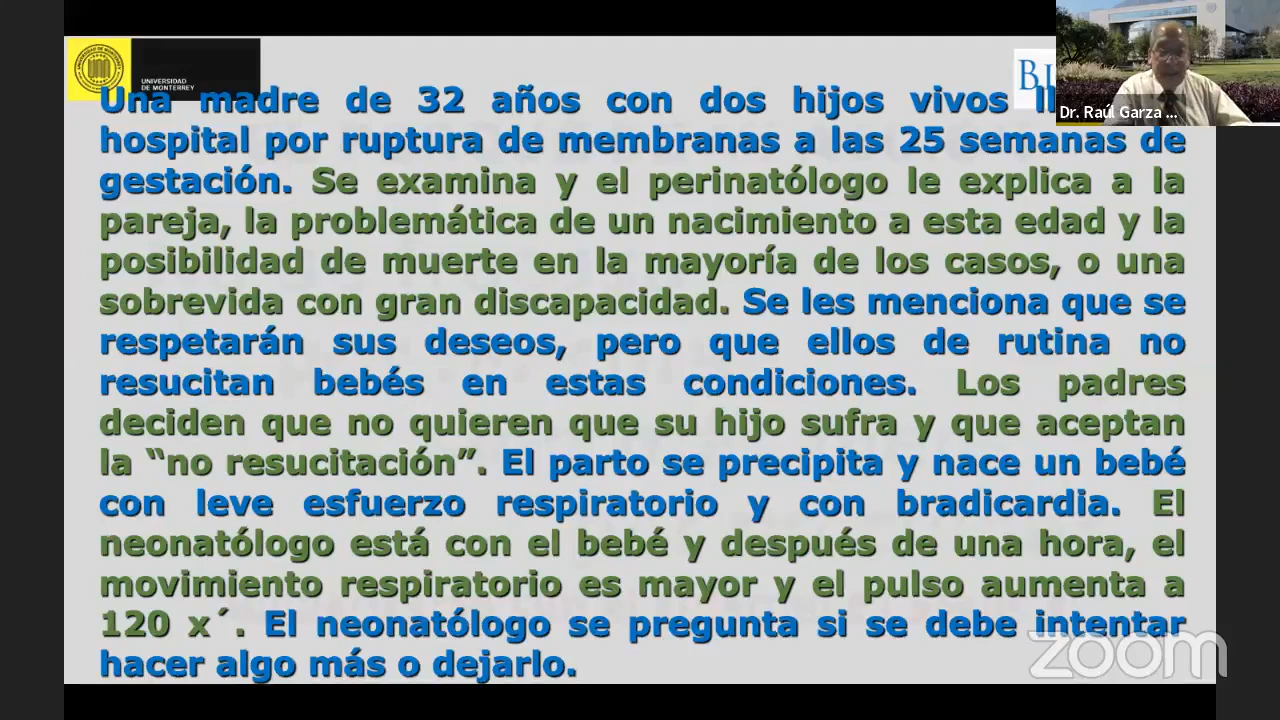 UNIVERSIDAD
DE MONTERREY
Dr. Raúl Garza ...
Una madre de 32 años con dos hijos vivos
hospital por ruptura de membranas a las 25 semanas de
gestación. Se examina y el perinatólogo le explica a la
pareja, la problemática de un nacimiento a esta edad y la
posibilidad de muerte en la mayoría de los casos, o una
sobrevida con gran discapacidad. Se les menciona que se
respetarán sus deseos, pero que ellos de rutina no
resucitan bebés en estas condiciones. Los padres
deciden que no quieren que su hijo sufra y que aceptan
la “no resucitación”. El parto se precipita y nace un bebé
con leve esfuerzo respiratorio y con bradicardia. El
neonatólogo está con el bebé y después de una hora, el
movimiento respiratorio es mayor y el pulso aumenta a
120 x´. El neonatólogo se pregunta si se debe intentar
hacer algo más o dejarlo.
zoom